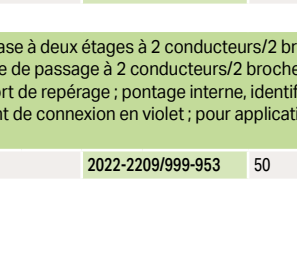 ase à deux étages à 2 conducteurs/2 br
e de passage à 2 conducteurs/2 broche
rt de repérage ; pontage interne, identif
nt de connexion en violet ; pour applicati
2022-2209/999-953 50